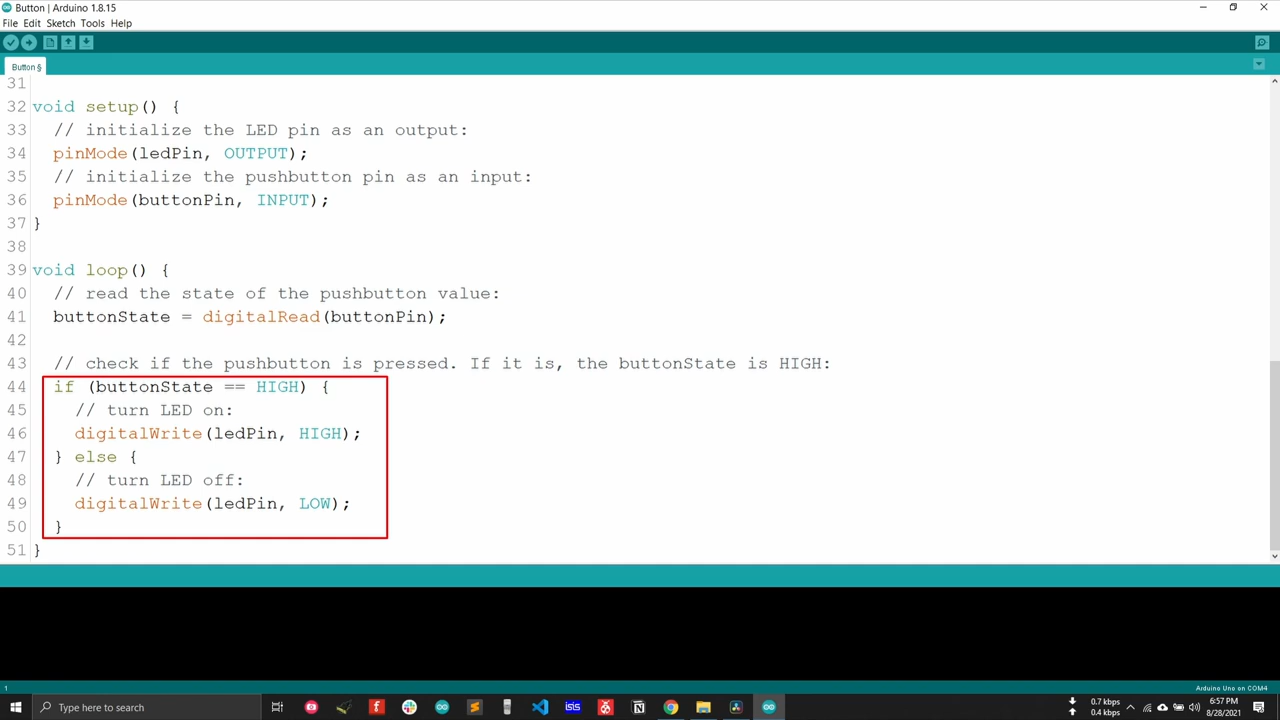 Button | Arduino 1.8.15
File Edit Sketch Tools Help
Button §
31
32 void setup() {
33 // initialize the LED pin as an output:
34 pinMode(ledPin, OUTPUT);
35 // initialize the pushbutton pin as an input:
36 pinMode(buttonPin, INPUT);
37 }
38
39 void loop() {
40 // read the state of the pushbutton value:
41 buttonState = digitalRead(buttonPin);
42
43 // check if the pushbutton is pressed. If it is, the buttonState is HIGH:
44 if (buttonState == HIGH) {
45 // turn LED on:
46 digitalWrite(ledPin, HIGH);
47 } else {
48 // turn LED off:
49 digitalWrite(ledPin, LOW);
50 }
51 }
1
Arduino Uno on COM4
Type here to search
f
isis
N
0.7 kbps
0.4 kbps
6:57 PM
8/28/2021